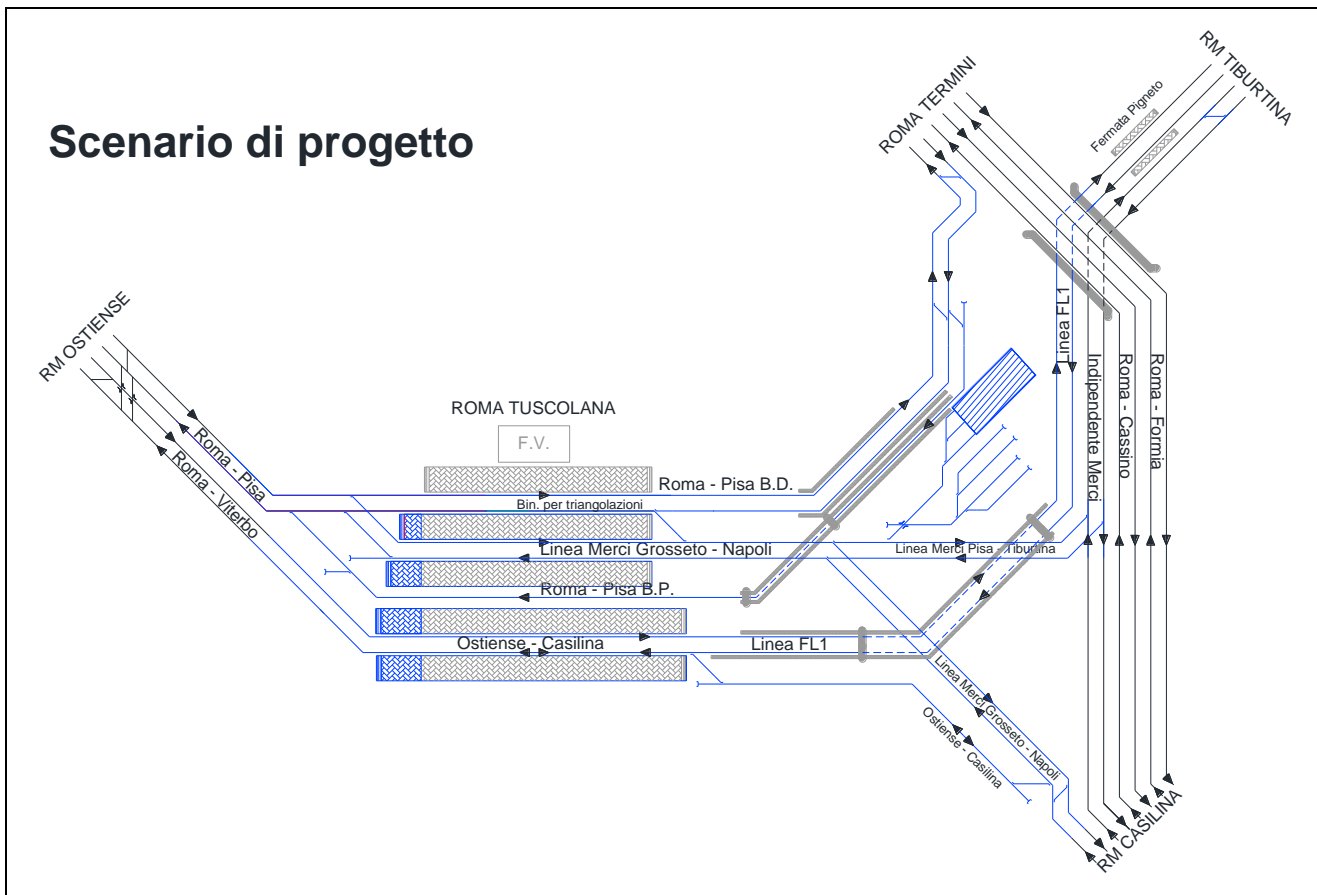 Scenario di progetto
ROMA TERMINI
RM TIBURTINA
Fermata Pigneto
RM OSTIENSE
Linea FL1
Indipendente Merci
Roma - Cassino
Roma - Formia
ROMA TUSCOLANA
F.V.
Roma - Pisa
Roma - Viterbo
Roma - Pisa B.D.
Bin. per triangolazioni
Linea Merci Grosseto - Napoli
Linea Merci Pisa - Tiburtina
Roma - Pisa B.P.
Ostiense - Casilina
Linea FL1
Linea Merci Grosseto - Napoli
Ostiense - Casilina
RM CASILINA